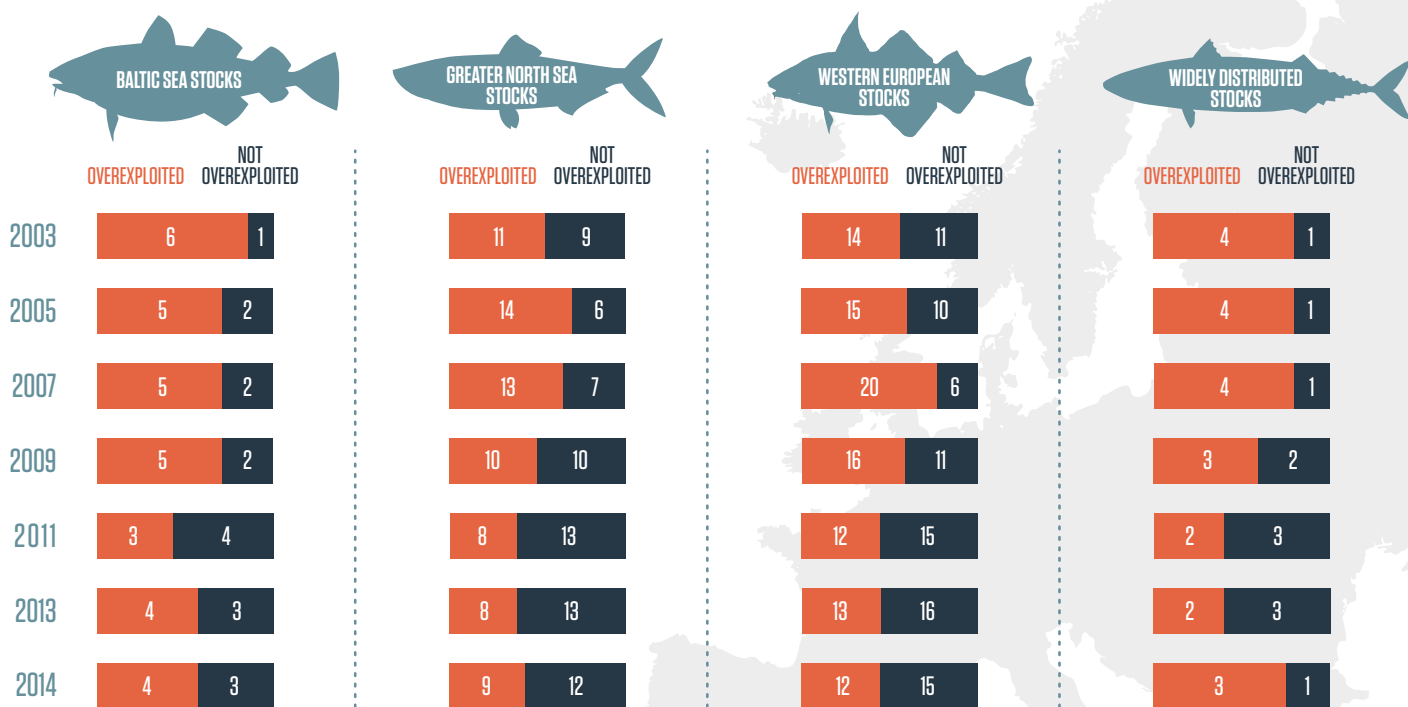 BALTIC SEA STOCKS
GREATER NORTH SEA
STOCKS
WESTERN EUROPEAN
STOCKS
WIDELY DISTRIBUTED
STOCKS
OVEREXPLOITED
NOT
OVEREXPLOITED
OVEREXPLOITED
NOT
OVEREXPLOITED
OVEREXPLOITED
NOT
OVEREXPLOITED
OVEREXPLOITED
NOT
OVEREXPLOITED
2003 6 1 11 9 14 11 4 1
2005 5 2 14 6 15 10 4 1
2007 5 2 13 7 20 6 4 1
2009 5 2 10 10 16 11 3 2
2011 3 4 8 13 12 15 2 3
2013 4 3 8 13 13 16 2 3
2014 4 3 9 12 12 15 3 1